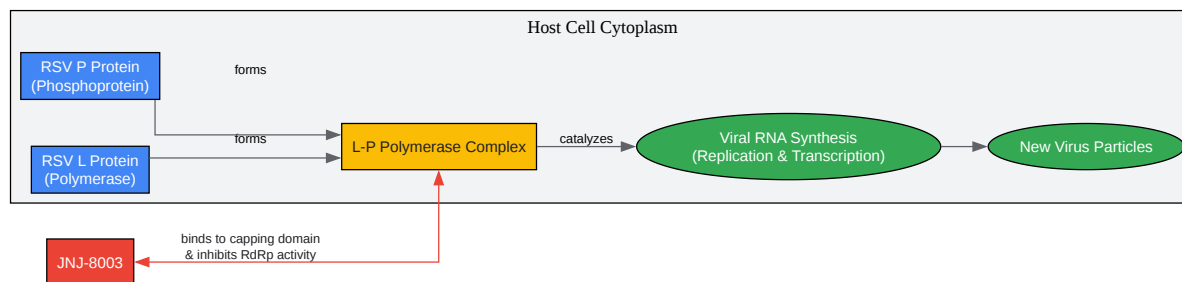 Host Cell Cytoplasm
RSV P Protein
(Phosphoprotein)
forms
RSV L Protein
(Polymerase)
forms
L-P Polymerase Complex
catalyzes
Viral RNA Synthesis
(Replication & Transcription)
New Virus Particles
JNJ-8003
binds to capping domain
& inhibits RdRp activity